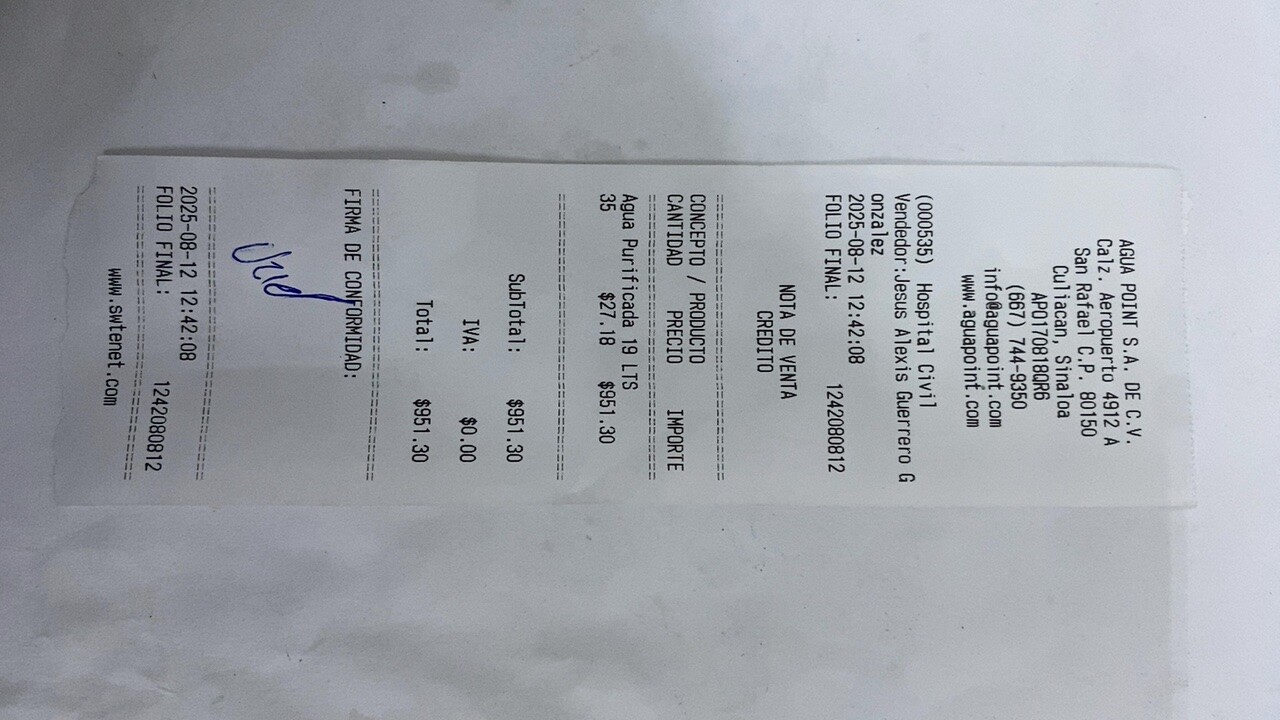 AGUA POINT S.A. DE C.V.
Calz. Aeropuerto 4912 A
San Rafael C.P. 80150
Culiacan, Sinaloa
APO170818QR6
(667) 744-9350
info@aguapoint.com
www.aguapoint.com
(000535) Hospital Civil
Vendedor:Jesus Alexis Guerrero G
onzalez
2025-08-12 12:42:08
FOLIO FINAL: 1242080812
NOTA DE VENTA
CREDITO
CONCEPTO / PRODUCTO
CANTIDAD PRECIO IMPORTE
Agua Purificada 19 LTS
35 $27.18 $951.30
SubTotal: $951.30
IVA: $0.00
Total: $951.30
FIRMA DE CONFORMIDAD:
2025-08-12 12:42:08
FOLIO FINAL: 1242080812
www.swtenet.com